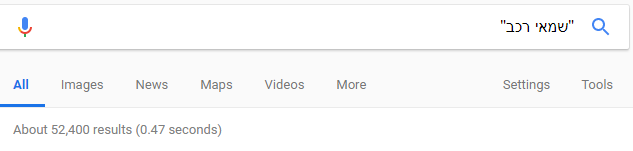 "שמאי רכב"
All Images News Maps Videos More Settings Tools
About 52,400 results (0.47 seconds)